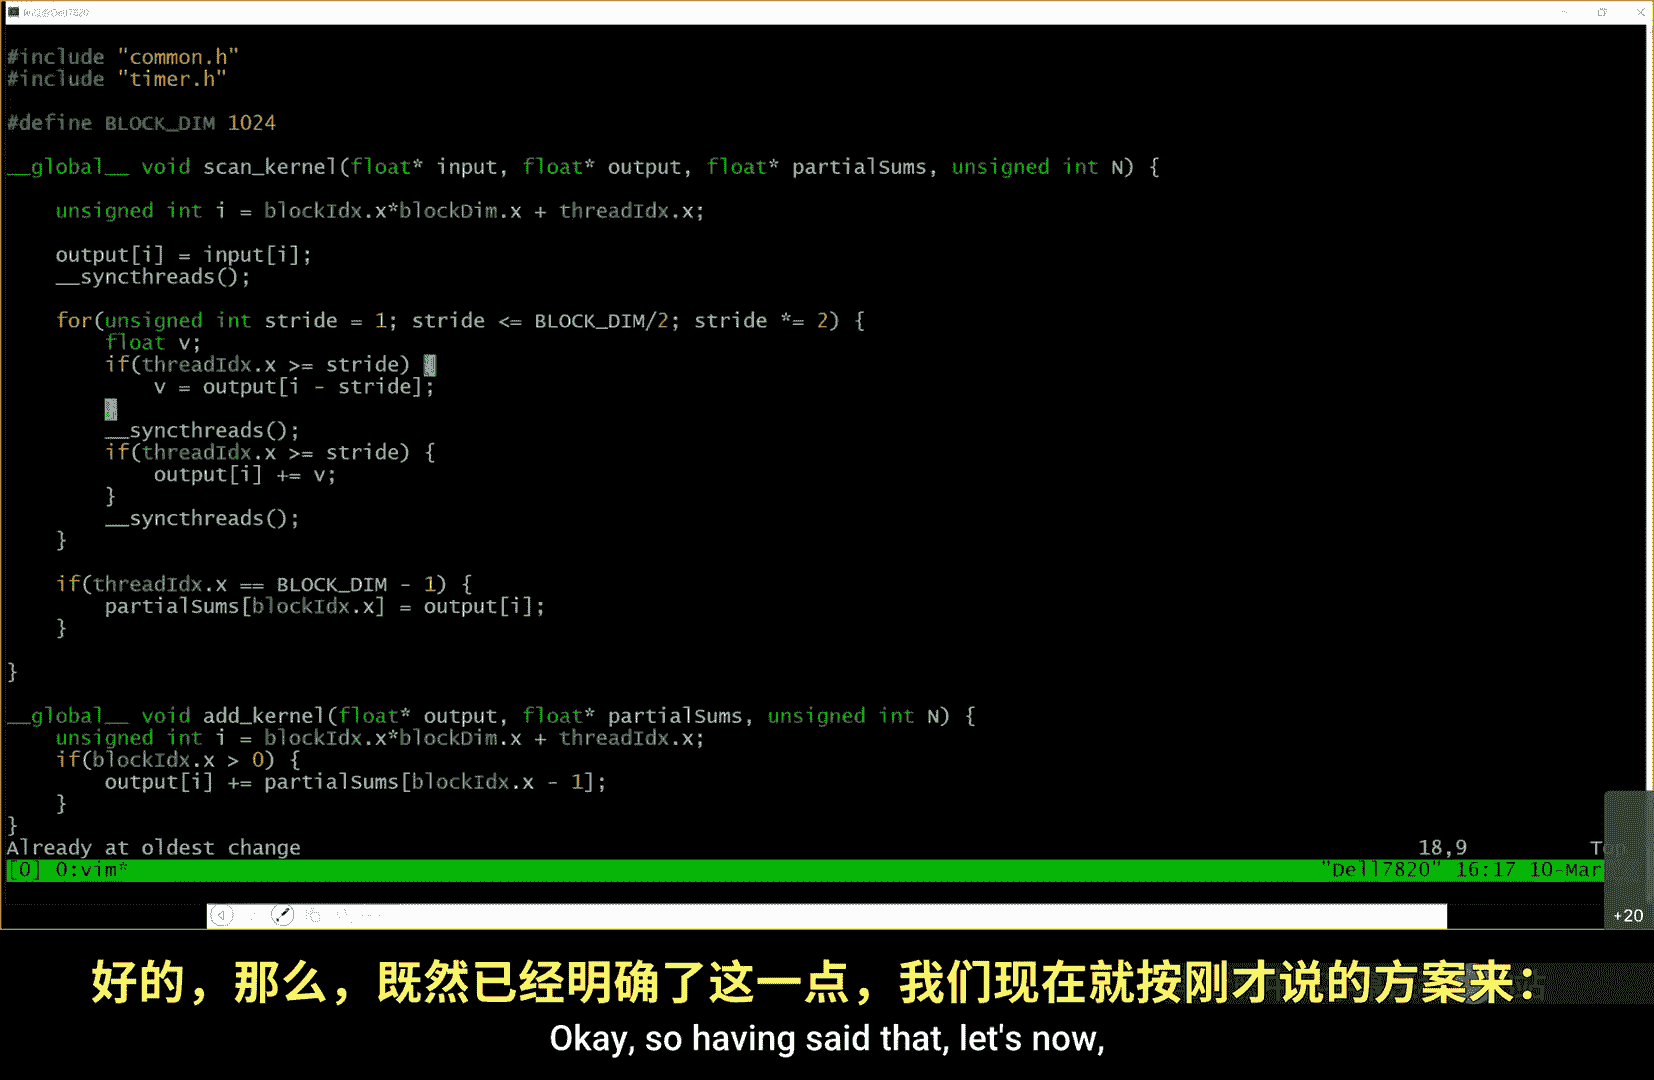 #include "common.h"
#include "timer.h"
#define BLOCK_DIM 1024
__global__ void scan_kernel(float* input, float* output, float* partialSums, unsigned int N) {
unsigned int i = blockIdx.x*blockDim.x + threadIdx.x;
output[i] = input[i];
__syncthreads();
for(unsigned int stride = 1; stride <= BLOCK_DIM/2; stride *= 2) {
float v;
if(threadIdx.x >= stride) {
v = output[i - stride];
}
__syncthreads();
if(threadIdx.x >= stride) {
output[i] += v;
}
__syncthreads();
}
if(threadIdx.x == BLOCK_DIM - 1) {
partialSums[blockIdx.x] = output[i];
}
}
__global__ void add_kernel(float* output, float* partialSums, unsigned int N) {
unsigned int i = blockIdx.x*blockDim.x + threadIdx.x;
if(blockIdx.x > 0) {
output[i] += partialSums[blockIdx.x - 1];
}
}
Already at oldest change 18,9 Top
[0] 0:vim* "Dell7820" 16:17 10-Mar
+20
好的，那么，既然已经明确了这一点，我们现在就按刚才说的方案来：
Okay, so having said that, let's now,